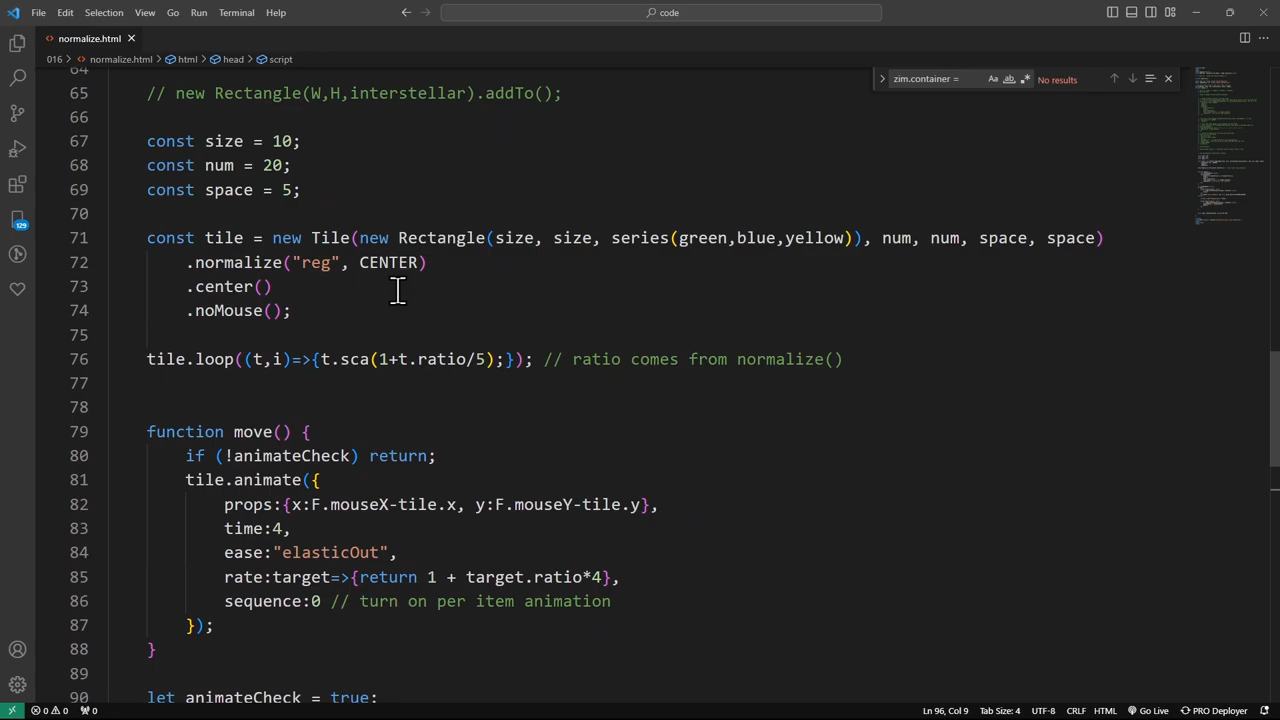 File Edit Selection View Go Run Terminal Help
code
normalize.html
016 > normalize.html > html > head > script
zim.container =
Aa ab .*
No results
64
65 // new Rectangle(W,H,interstellar).addTo();
66
67 const size = 10;
68 const num = 20;
69 const space = 5;
70
71 const tile = new Tile(new Rectangle(size, size, series(green,blue,yellow)), num, num, space, space)
72 .normalize("reg", CENTER)
73 .center()
74 .noMouse();
75
76 tile.loop((t,i)=>{t.sca(1+t.ratio/5);}); // ratio comes from normalize()
77
78
79 function move() {
80 if (!animateCheck) return;
81 tile.animate({
82 props:{x:F.mouseX-tile.x, y:F.mouseY-tile.y},
83 time:4,
84 ease:"elasticOut",
85 rate:target=>{return 1 + target.ratio*4},
86 sequence:0 // turn on per item animation
87 });
88 }
89
90 let animateCheck = true;
129
0 0 0
Ln 96, Col 9 Tab Size: 4 UTF-8 CRLF HTML Go Live PRO Deployer